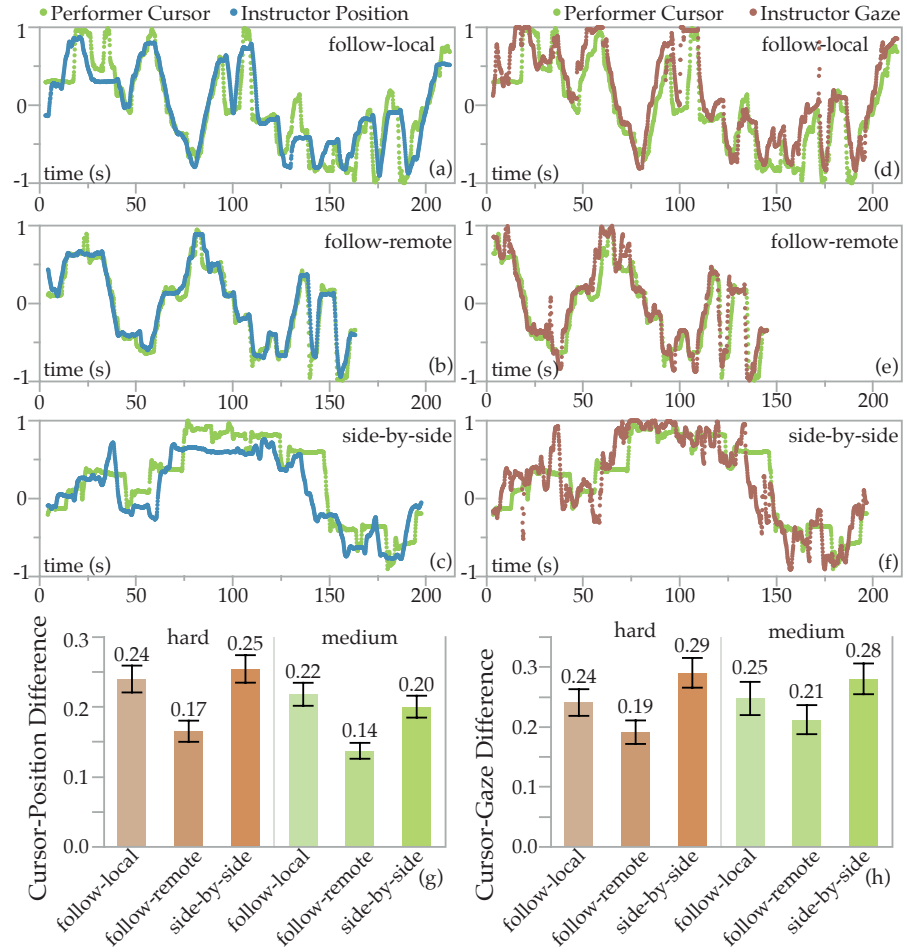 Performer Cursor Instructor Position
Performer Cursor Instructor Gaze
1
0
-1
follow-local
time (s)
(a)
0 50 100 150 200
1
0
-1
follow-local
time (s)
(d)
0 50 100 150 200
1
0
-1
follow-remote
time (s)
(b)
0 50 100 150 200
1
0
-1
follow-remote
time (s)
(e)
0 50 100 150 200
1
0
-1
side-by-side
time (s)
(c)
0 50 100 150 200
1
0
-1
side-by-side
time (s)
(f)
0 50 100 150 200
Cursor-Position Difference
0.3
0.2
0.1
0.0
hard medium
0.24 0.17 0.25 0.22 0.14 0.20
follow-local follow-remote side-by-side follow-local follow-remote side-by-side
(g)
Cursor-Gaze Difference
0.3
0.2
0.1
0.0
hard medium
0.24 0.19 0.29 0.25 0.21 0.28
follow-local follow-remote side-by-side follow-local follow-remote side-by-side
(h)